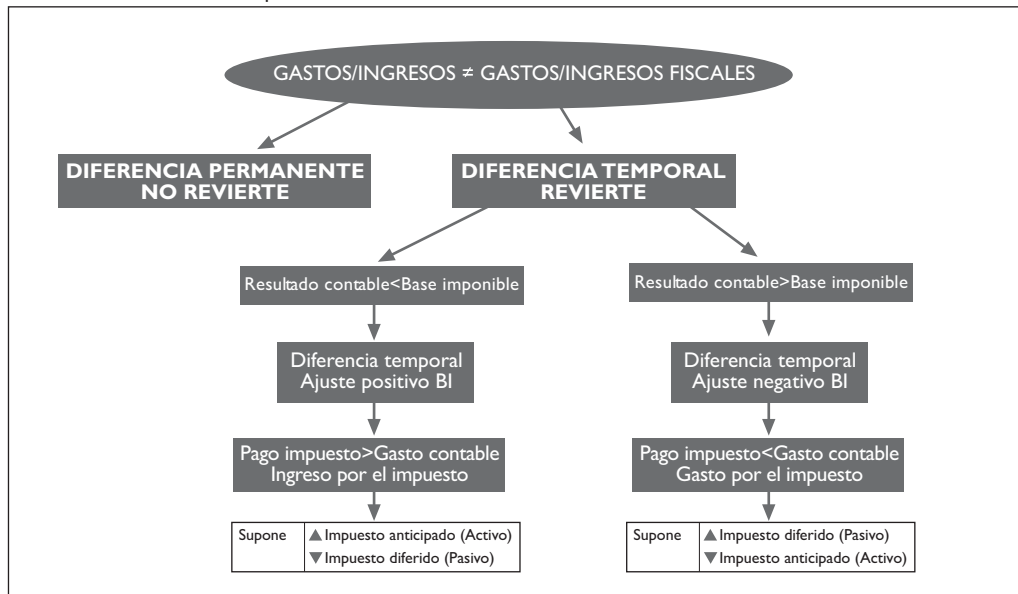 GASTOS/INGRESOS ≠ GASTOS/INGRESOS FISCALES
DIFERENCIA PERMANENTE
NO REVIERTE
DIFERENCIA TEMPORAL
REVIERTE
Resultado contable<Base imponible
Resultado contable>Base imponible
Diferencia temporal
Ajuste positivo BI
Diferencia temporal
Ajuste negativo BI
Pago impuesto>Gasto contable
Ingreso por el impuesto
Pago impuesto<Gasto contable
Gasto por el impuesto
Supone
▲ Impuesto anticipado (Activo)
▼ Impuesto diferido (Pasivo)
Supone
▲ Impuesto diferido (Pasivo)
▼ Impuesto anticipado (Activo)